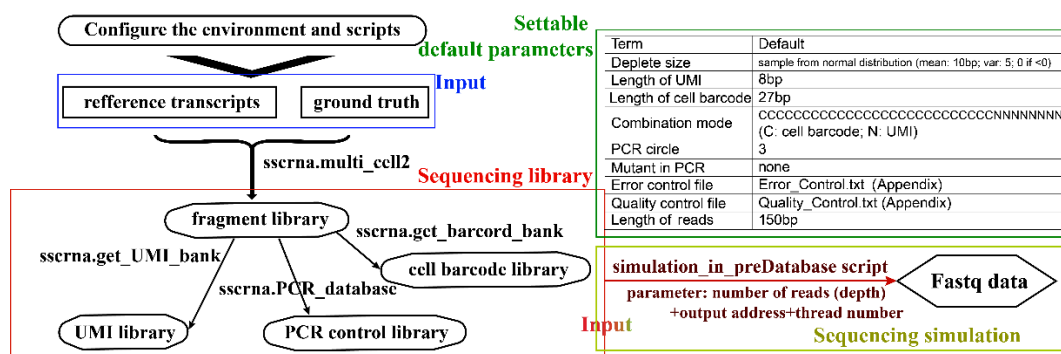 Configure the environment and scripts
Input
refference transcripts
ground truth
sscrna.multi_cell2
Sequencing library
fragment library
sscrna.get_UMI_bank
sscrna.get_barcord_bank
sscrna.PCR_database
cell barcode library
UMI library
PCR control library
Input
Settable
default parameters
Term Default
Deplete size sample from normal distribution (mean: 10bp; var: 5; 0 if <0)
Length of UMI 8bp
Length of cell barcode 27bp
Combination mode CCCCCCCCCCCCCCCCCCCCCCCCCCCNNNNNNNN
(C: cell barcode; N: UMI)
PCR circle 3
Mutant in PCR none
Error control file Error_Control.txt (Appendix)
Quality control file Quality_Control.txt (Appendix)
Length of reads 150bp
simulation_in_preDatabase script
parameter: number of reads (depth)
+output address+thread number
Fastq data
Sequencing simulation